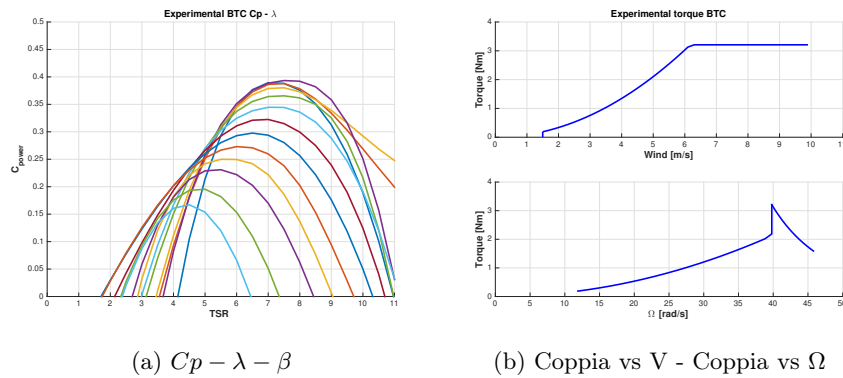 Experimental BTC Cp - λ
C_power
0.5
0.45
0.4
0.35
0.3
0.25
0.2
0.15
0.1
0.05
0
0 1 2 3 4 5 6 7 8 9 10 11
TSR
Experimental torque BTC
Torque [Nm]
4
3
2
1
0
0 1 2 3 4 5 6 7 8 9 10 11
Wind [m/s]
Torque [Nm]
4
3
2
1
0
0 5 10 15 20 25 30 35 40 45 50
Ω [rad/s]
(a) Cp − λ − β
(b) Coppia vs V - Coppia vs Ω